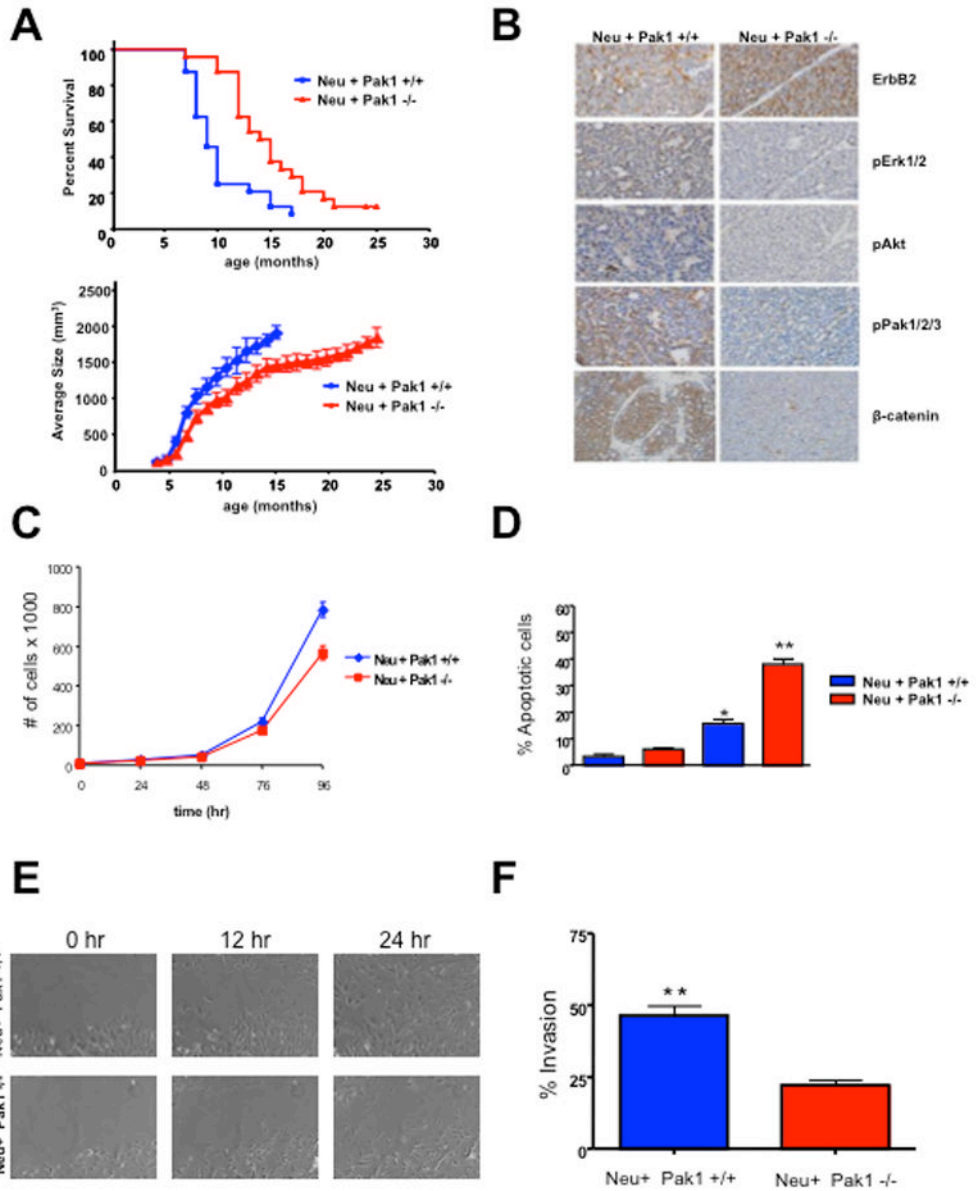 A
100
80
60
40
20
0
Percent Survival
0 5 10 15 20 25 30
age (months)
Neu + Pak1 +/+
Neu + Pak1 -/-
2500
2000
1500
1000
500
0
Average Size (mm³)
0 5 10 15 20 25 30
age (months)
Neu + Pak1 +/+
Neu + Pak1 -/-
B
Neu + Pak1 +/+ Neu + Pak1 -/-
ErbB2
pErk1/2
pAkt
pPak1/2/3
β-catenin
C
1000
800
600
400
200
0
# of cells x 1000
0 24 48 76 96
time (hr)
Neu + Pak1 +/+
Neu + Pak1 -/-
D
60
50
40
30
20
10
0
% Apoptotic cells
*
**
Neu + Pak1 +/+
Neu + Pak1 -/-
E
0 hr 12 hr 24 hr
F
75
50
25
0
% Invasion
**
Neu+ Pak1 +/+ Neu+ Pak1 -/-